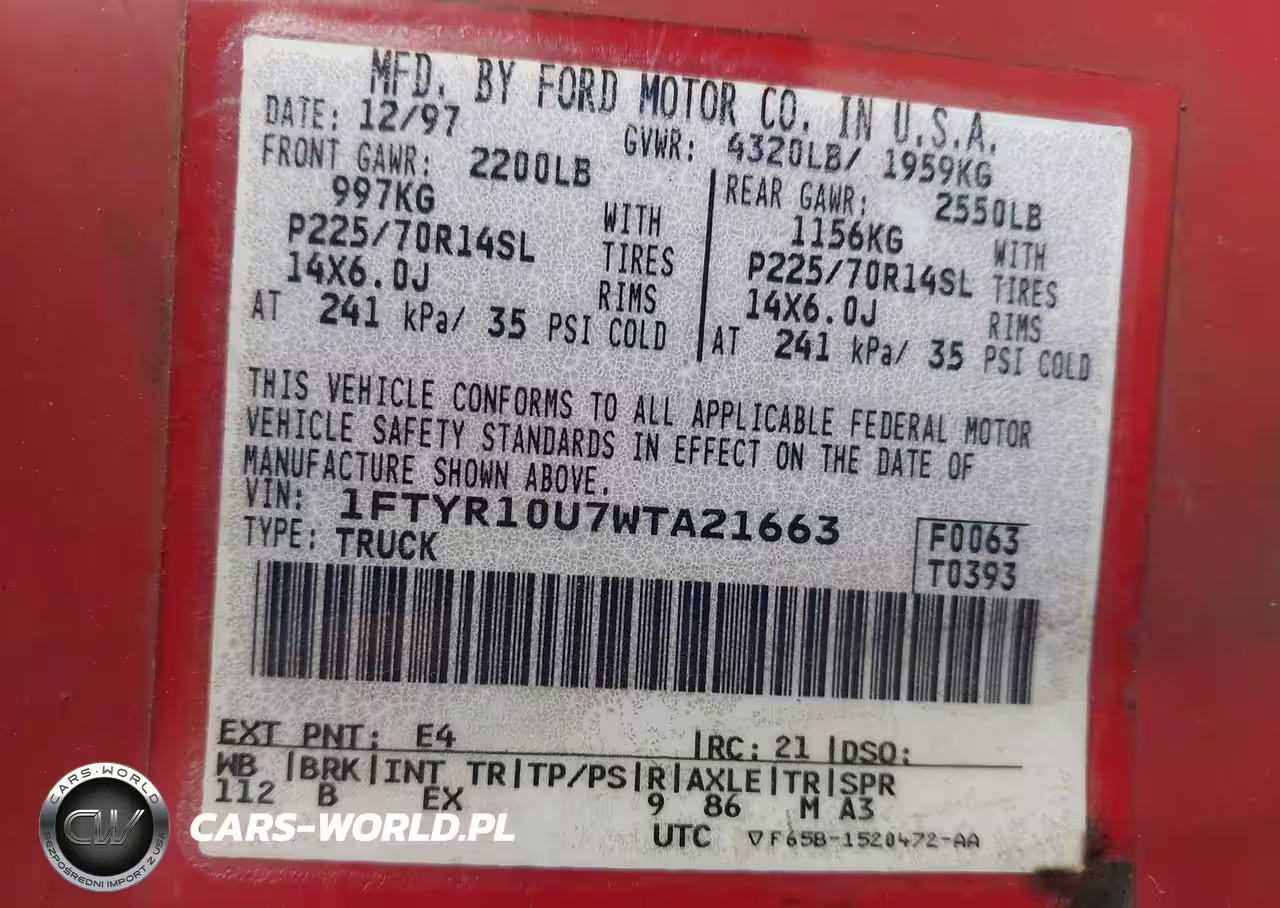 MFD. BY FORD MOTOR CO. IN U.S.A.
DATE: 12/97 GVWR: 4320LB/ 1959KG
FRONT GAWR: 2200LB
997KG WITH
P225/70R14SL TIRES
14X6.0J RIMS
AT 241 kPa/ 35 PSI COLD
REAR GAWR: 2550LB
1156KG WITH
P225/70R14SL TIRES
14X6.0J RIMS
AT 241 kPa/ 35 PSI COLD
THIS VEHICLE CONFORMS TO ALL APPLICABLE FEDERAL MOTOR
VEHICLE SAFETY STANDARDS IN EFFECT ON THE DATE OF
MANUFACTURE SHOWN ABOVE.
VIN: 1FTYR10U7WTA21663
TYPE: TRUCK
F0063
T0393
EXT PNT: E4 |RC: 21 |DSO:
WB |BRK|INT TR|TP/PS|R|AXLE|TR|SPR
112 B EX 9 86 M A3
UTC ▽F65B-1520472-AA
CARS-WORLD
CW
BEZPOŚREDNI IMPORT Z USA
CARS-WORLD.PL